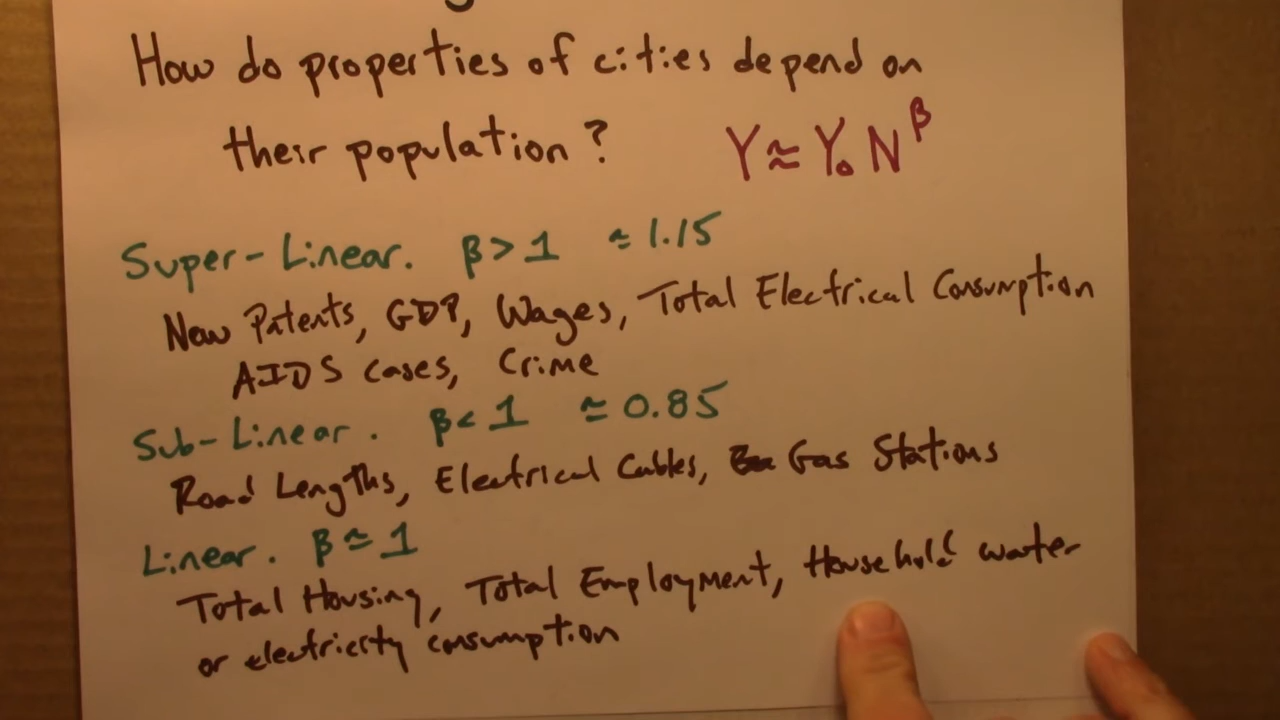 How do properties of cities depend on
their population? Y ≈ Y₀ N^β
Super-Linear. β > 1 ≈ 1.15
New Patents, GDP, Wages, Total Electrical Consumption
AIDS cases, Crime
Sub-Linear. β < 1 ≃ 0.85
Road Lengths, Electrical Cables, Gas Stations
Linear. β ≃ 1
Total Housing, Total Employment, Household water
or electricity consumption